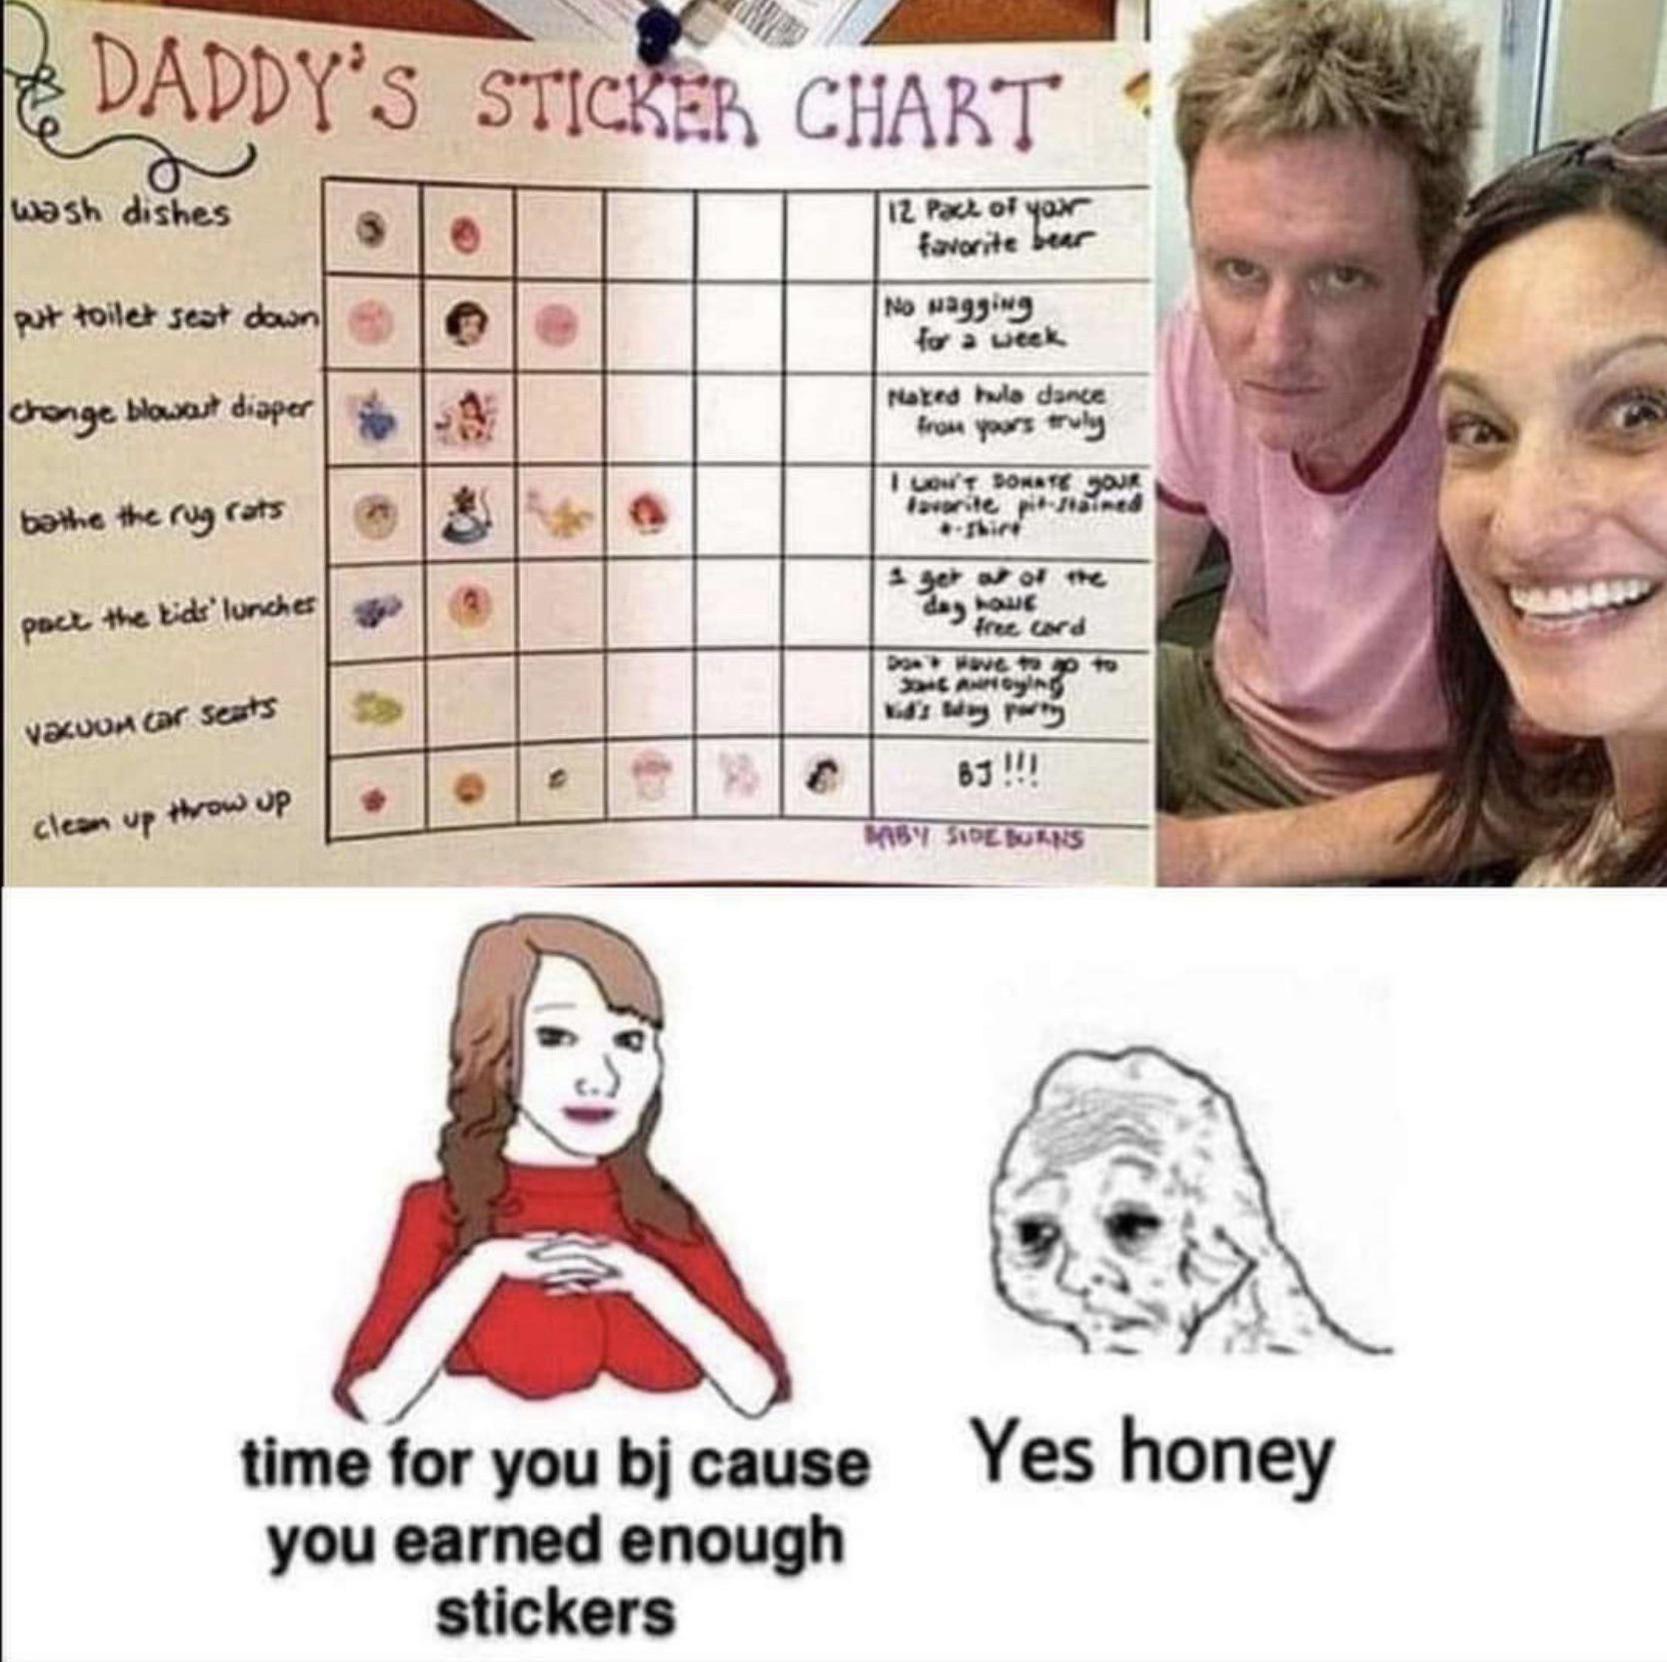 DADDY'S STICKER CHART
wash dishes
12 Pack of your
favorite beer
put toilet seat down
No nagging
for a week
change blowout diaper
Naked hula dance
from yours truly
bathe the rug rats
I WON'T DONATE your
favorite pit-stained
t-shirt
pack the kids' lunches
1 get out of the
dog house
free card
vacuum car seats
Don't Have to go to
some annoying
kid's Bday party
clean up throw up
BJ!!!
BABY SIDEBURNS
time for you bj cause
you earned enough
stickers
Yes honey